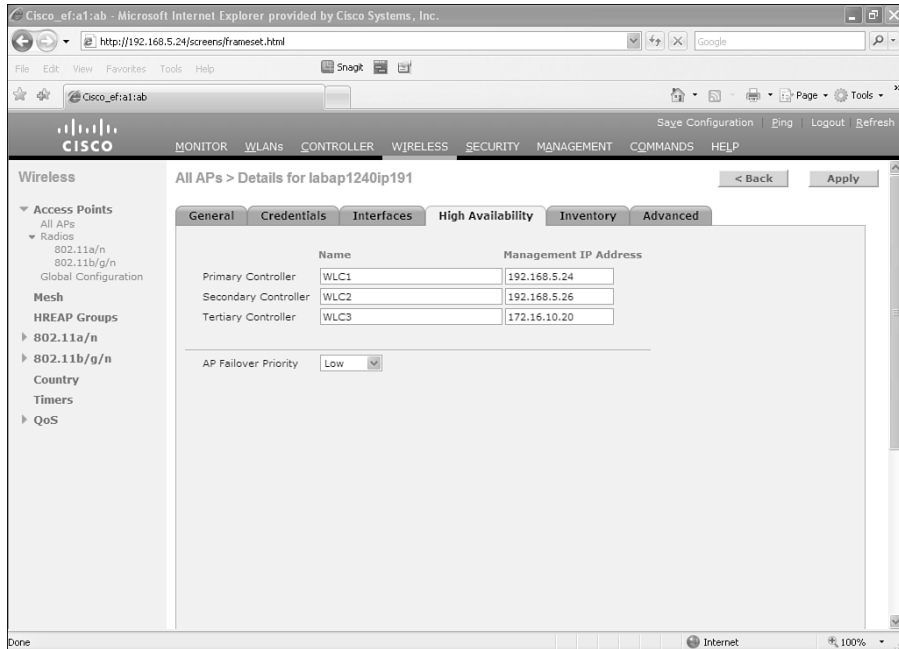 Cisco_ef:a1:ab - Microsoft Internet Explorer provided by Cisco Systems, Inc.
http://192.168.5.24/screens/frameset.html
Google
File Edit View Favorites Tools Help
SnagIt
Cisco_ef:a1:ab
Page
Tools
Save Configuration | Ping | Logout | Refresh
CISCO
MONITOR WLANs CONTROLLER WIRELESS SECURITY MANAGEMENT COMMANDS HELP
Wireless
Access Points
All APs
Radios
802.11a/n
802.11b/g/n
Global Configuration
Mesh
HREAP Groups
802.11a/n
802.11b/g/n
Country
Timers
QoS
All APs > Details for labap1240ip191
< Back
Apply
General Credentials Interfaces High Availability Inventory Advanced
Name Management IP Address
Primary Controller WLC1 192.168.5.24
Secondary Controller WLC2 192.168.5.26
Tertiary Controller WLC3 172.16.10.20
AP Failover Priority Low
Done
Internet
100%